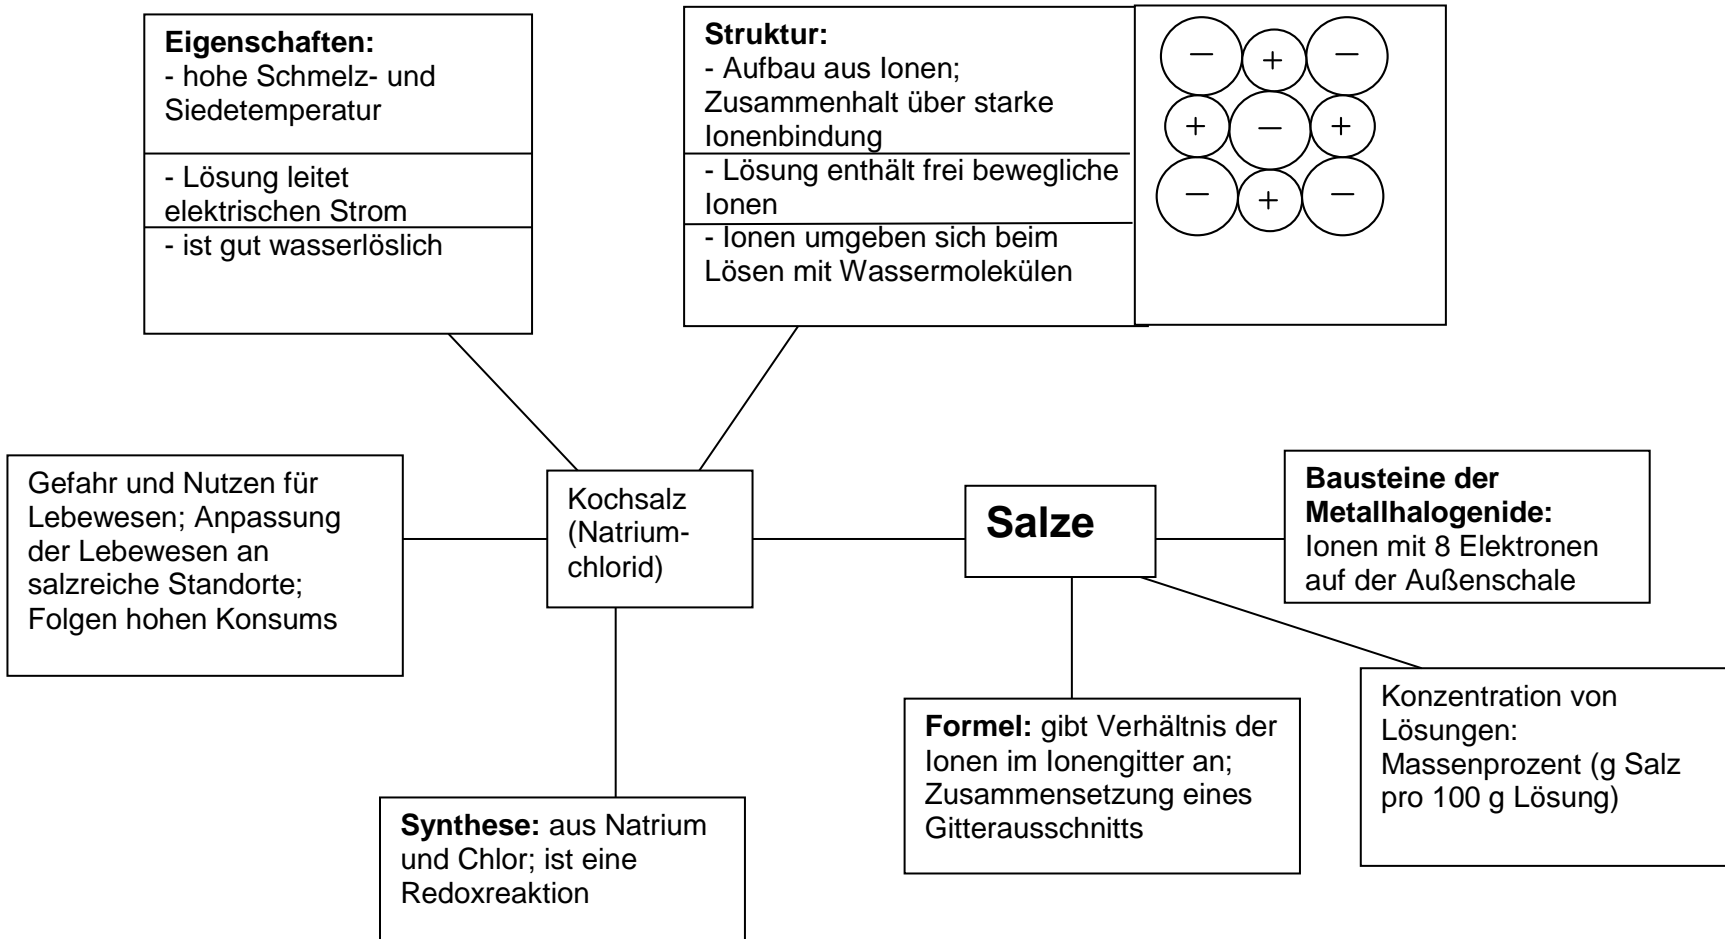 Eigenschaften:
- hohe Schmelz- und
Siedetemperatur
- Lösung leitet
elektrischen Strom
- ist gut wasserlöslich
Struktur:
- Aufbau aus Ionen;
Zusammenhalt über starke
Ionenbindung
- Lösung enthält frei bewegliche
Ionen
- Ionen umgeben sich beim
Lösen mit Wassermolekülen
− + −
+ − +
− + −
Gefahr und Nutzen für
Lebewesen; Anpassung
der Lebewesen an
salzreiche Standorte;
Folgen hohen Konsums
Kochsalz
(Natrium-
chlorid)
Salze
Bausteine der
Metallhalogenide:
Ionen mit 8 Elektronen
auf der Außenschale
Synthese: aus Natrium
und Chlor; ist eine
Redoxreaktion
Formel: gibt Verhältnis der
Ionen im Ionengitter an;
Zusammensetzung eines
Gitterausschnitts
Konzentration von
Lösungen:
Massenprozent (g Salz
pro 100 g Lösung)